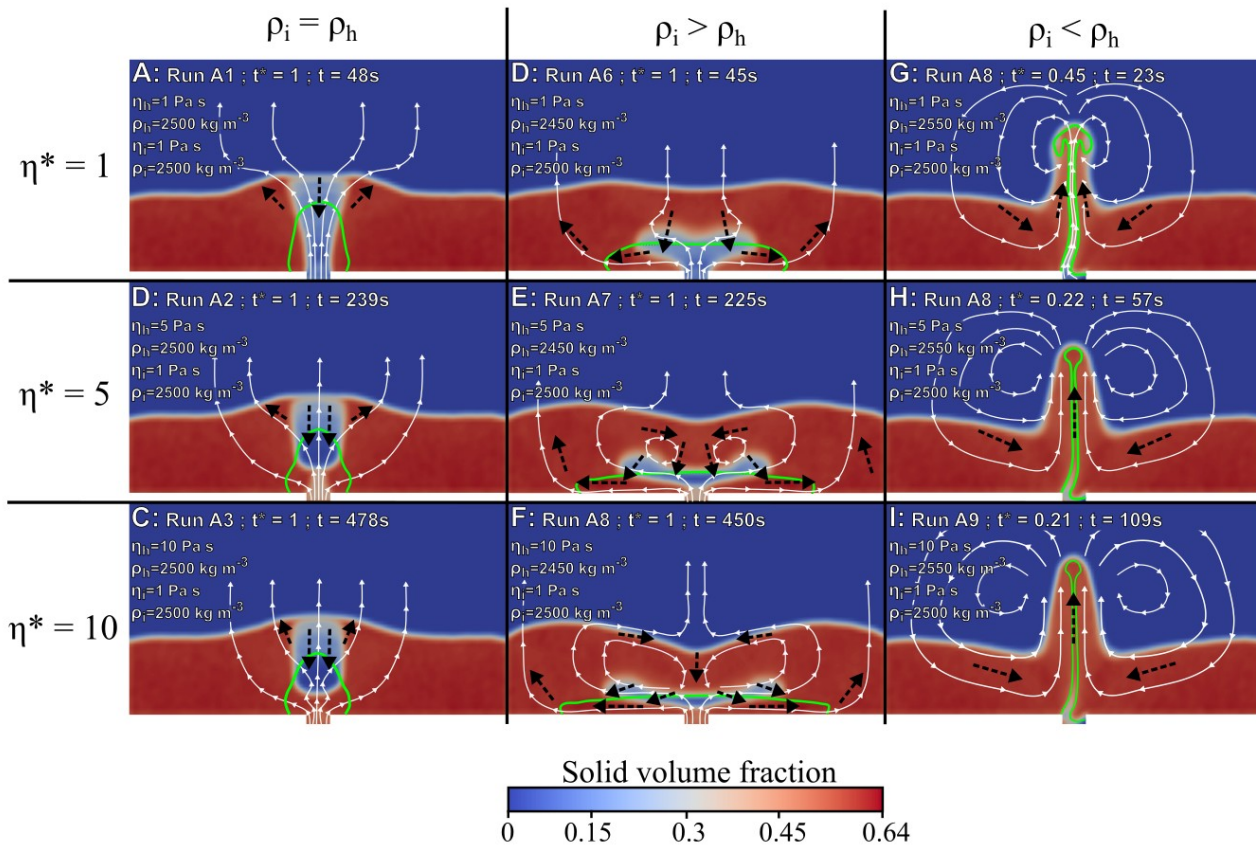 ρi = ρh
ρi > ρh
ρi < ρh
η* = 1
A: Run A1 ; t* = 1 ; t = 48s
ηh=1 Pa s
ρh=2500 kg m-3
ηi=1 Pa s
ρi=2500 kg m-3
D: Run A6 ; t* = 1 ; t = 45s
ηh=1 Pa s
ρh=2450 kg m-3
ηi=1 Pa s
ρi=2500 kg m-3
G: Run A8 ; t* = 0.45 ; t = 23s
ηh=1 Pa s
ρh=2550 kg m-3
ηi=1 Pa s
ρi=2500 kg m-3
η* = 5
D: Run A2 ; t* = 1 ; t = 239s
ηh=5 Pa s
ρh=2500 kg m-3
ηi=1 Pa s
ρi=2500 kg m-3
E: Run A7 ; t* = 1 ; t = 225s
ηh=5 Pa s
ρh=2450 kg m-3
ηi=1 Pa s
ρi=2500 kg m-3
H: Run A8 ; t* = 0.22 ; t = 57s
ηh=5 Pa s
ρh=2550 kg m-3
ηi=1 Pa s
ρi=2500 kg m-3
η* = 10
C: Run A3 ; t* = 1 ; t = 478s
ηh=10 Pa s
ρh=2500 kg m-3
ηi=1 Pa s
ρi=2500 kg m-3
F: Run A8 ; t* = 1 ; t = 450s
ηh=10 Pa s
ρh=2450 kg m-3
ηi=1 Pa s
ρi=2500 kg m-3
I: Run A9 ; t* = 0.21 ; t = 109s
ηh=10 Pa s
ρh=2550 kg m-3
ηi=1 Pa s
ρi=2500 kg m-3
Solid volume fraction
0 0.15 0.3 0.45 0.64